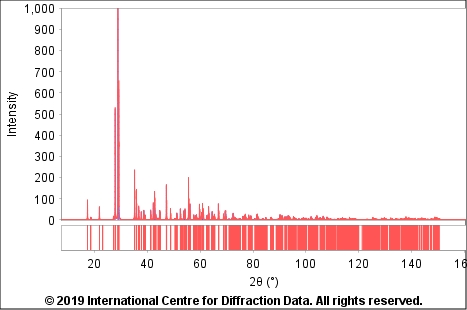 1,000
900
800
700
600
500
400
300
200
100
0
Intensity
20 40 60 80 100 120 140 16
2θ (°)
© 2019 International Centre for Diffraction Data. All rights reserved.